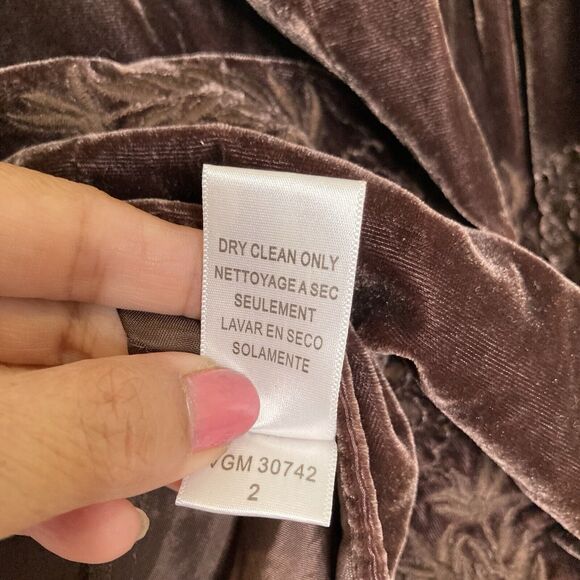 DRY CLEAN ONLY
NETTOYAGE A SEC
SEULEMENT
LAVAR EN SECO
SOLAMENTE
VGM 30742
2